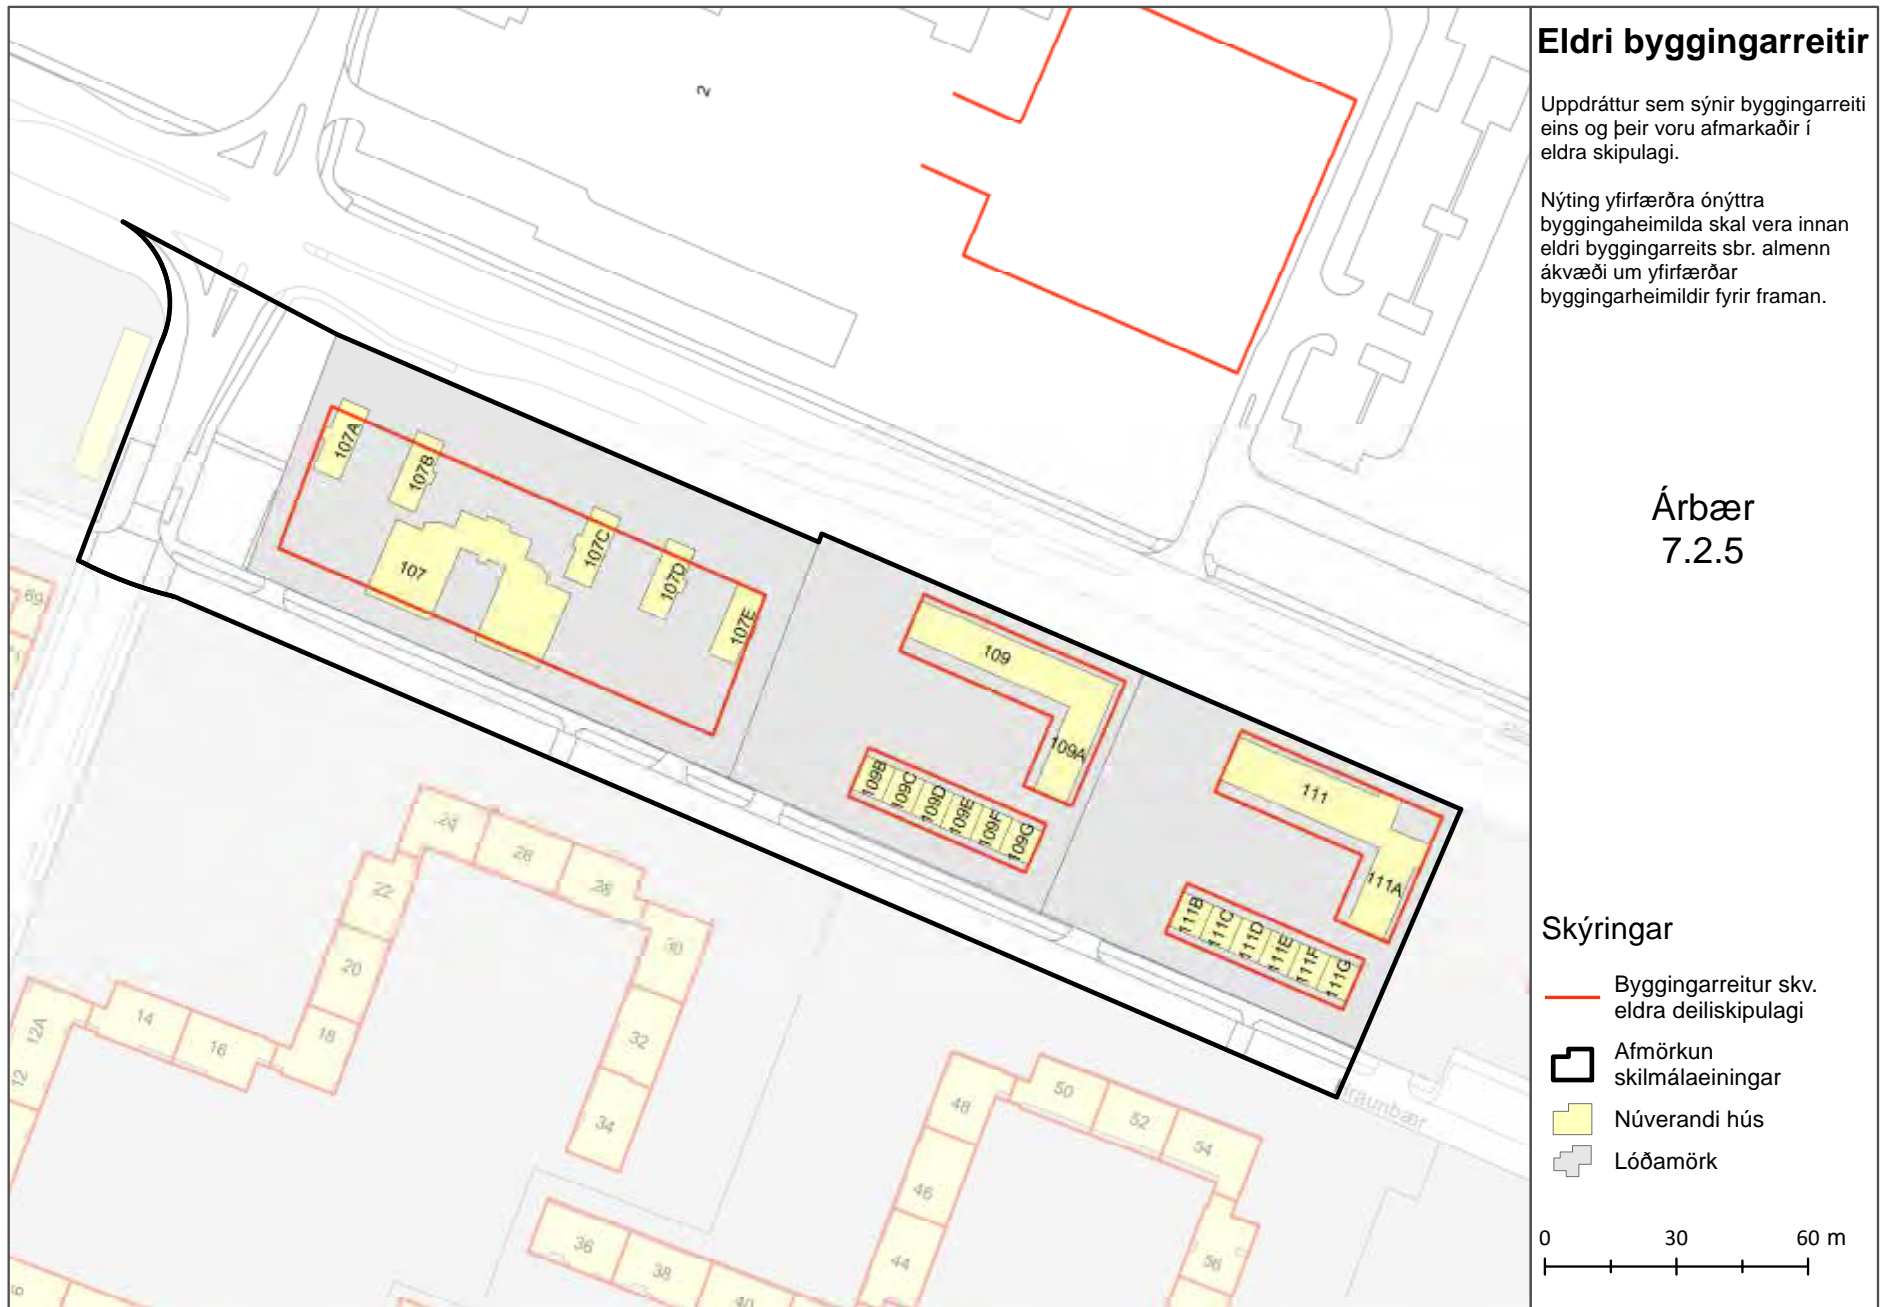 Eldri byggingarreitir
Uppdráttur sem sýnir byggingarreiti
eins og þeir voru afmarkaðir í
eldra skipulagi.
Nýting yfirfærðra ónýttra
byggingaheimilda skal vera innan
eldri byggingarreits sbr. almenn
ákvæði um yfirfærðar
byggingarheimildir fyrir framan.
Árbær
7.2.5
Skýringar
Byggingarreitur skv.
eldra deiliskipulagi
Afmörkun
skilmálaeiningar
Núverandi hús
Lóðamörk
0 30 60 m
2
107A
107B
107C
107D
107E
107
109
109A
109B
109C
109D
109E
109F
109G
111
111A
111B
111C
111D
111E
111F
111G
69
24
26
28
22
20
18
30
32
34
14
16
12A
12
48
50
52
54
46
44
56
36
38
40
Hraunbær